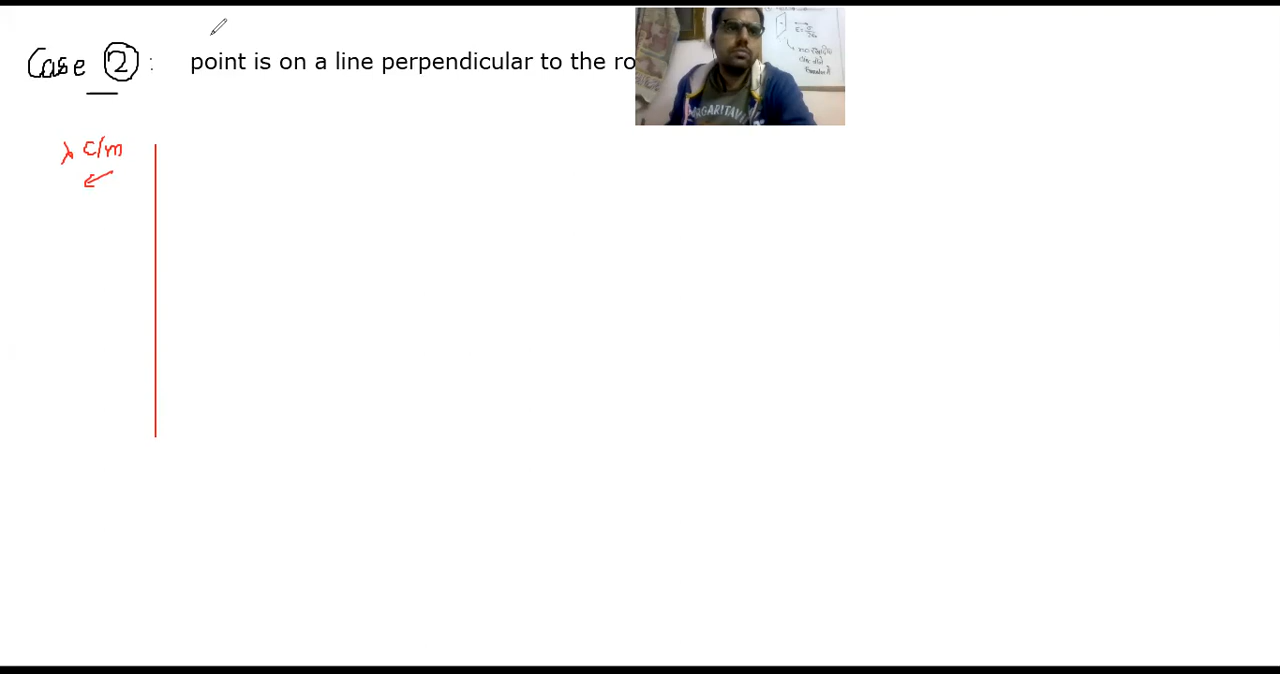 Case 2 : point is on a line perpendicular to the ro
λ C/m